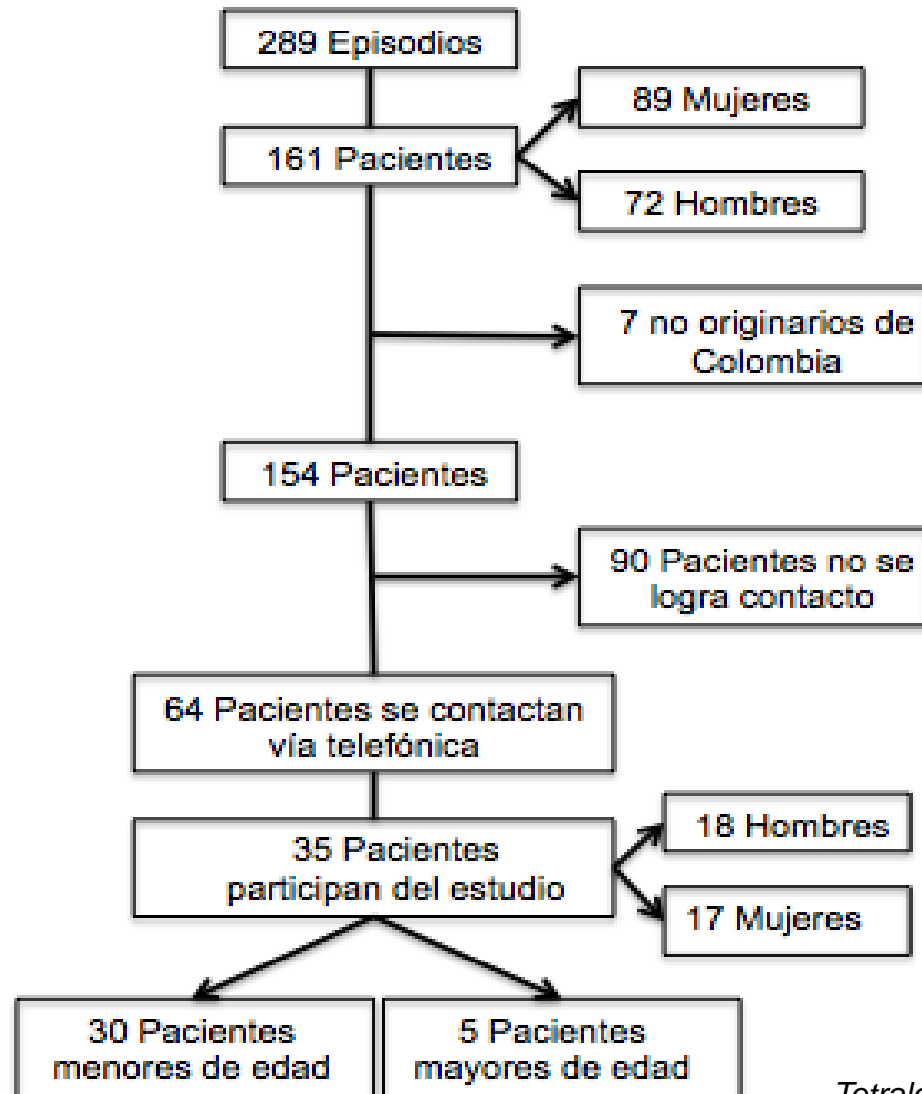 289 Episodios
89 Mujeres
161 Pacientes
72 Hombres
7 no originarios de
Colombia
154 Pacientes
90 Pacientes no se
logra contacto
64 Pacientes se contactan
vía telefónica
18 Hombres
35 Pacientes
participan del estudio
17 Mujeres
30 Pacientes
menores de edad
5 Pacientes
mayores de edad